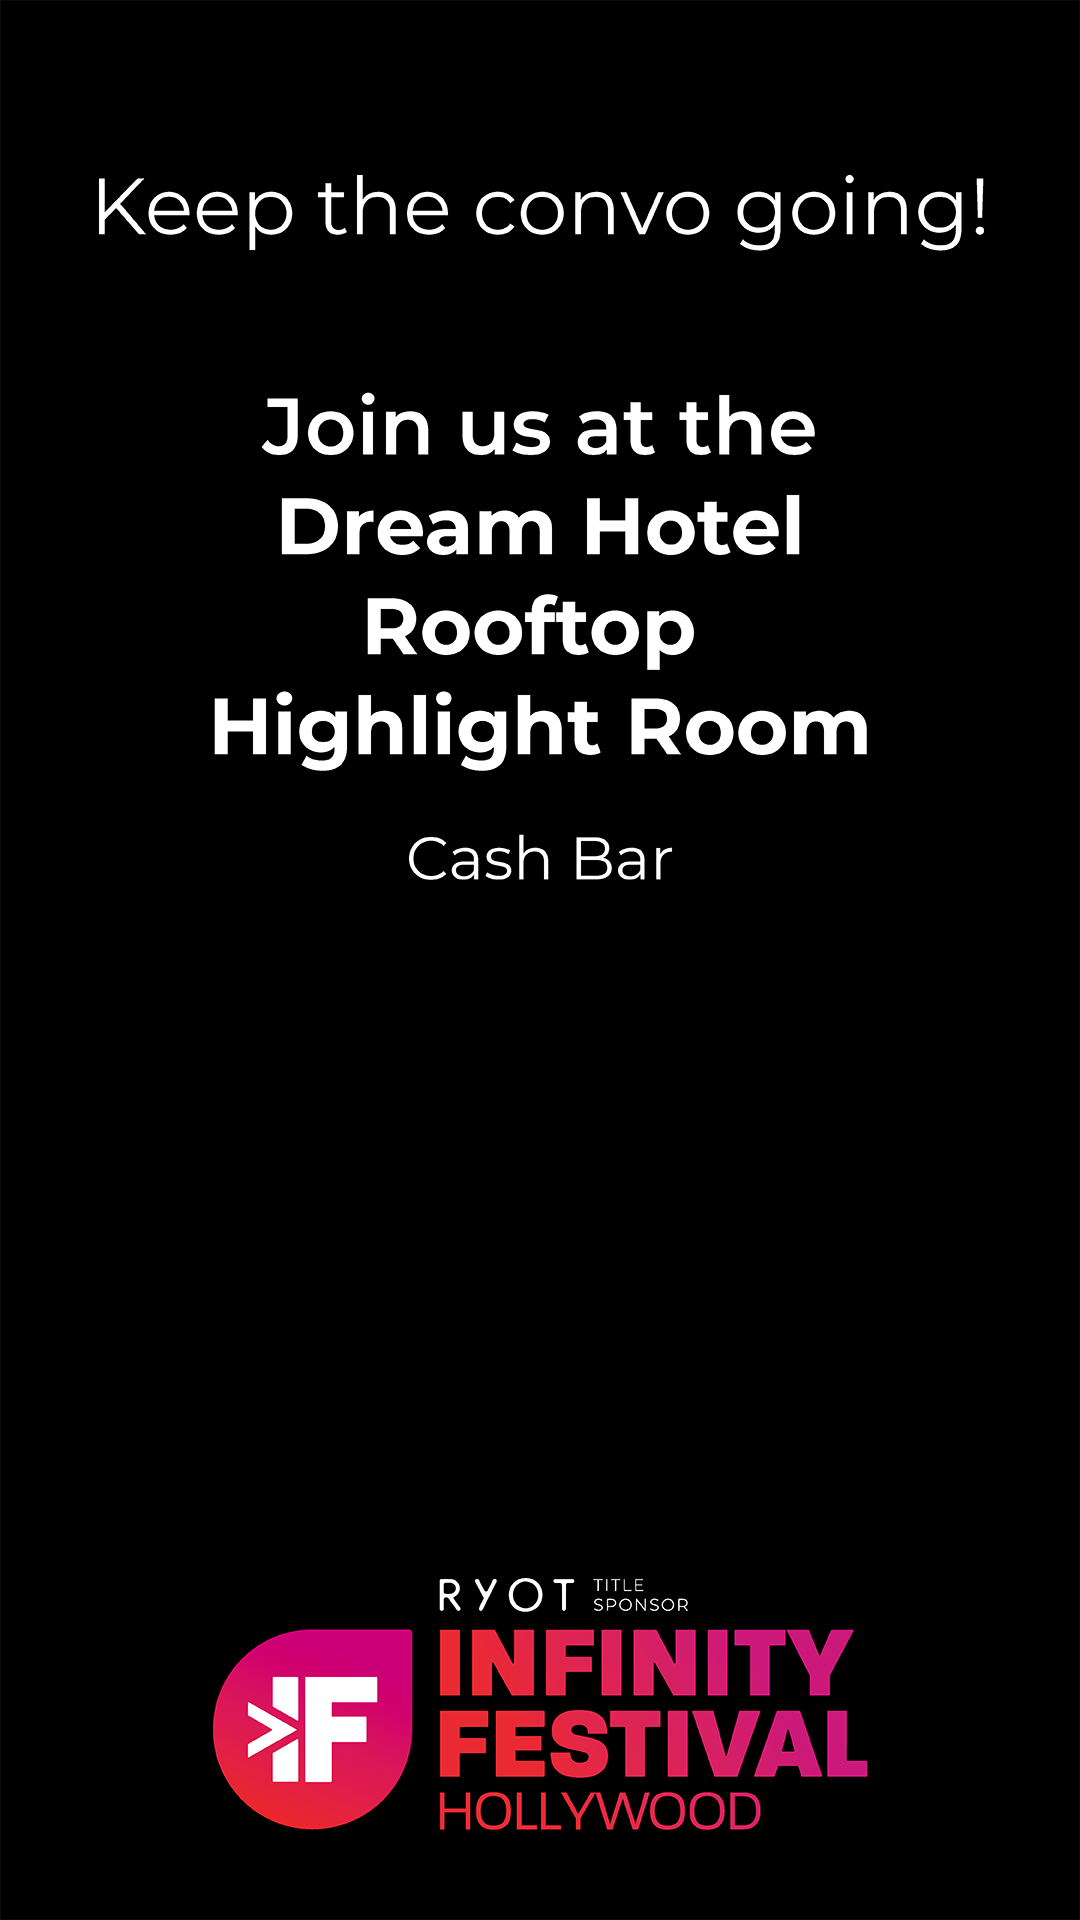 Keep the convo going!
Join us at the
Dream Hotel
Rooftop
Highlight Room
Cash Bar
RYOT TITLE
SPONSOR
IF
INFINITY
FESTIVAL
HOLLYWOOD